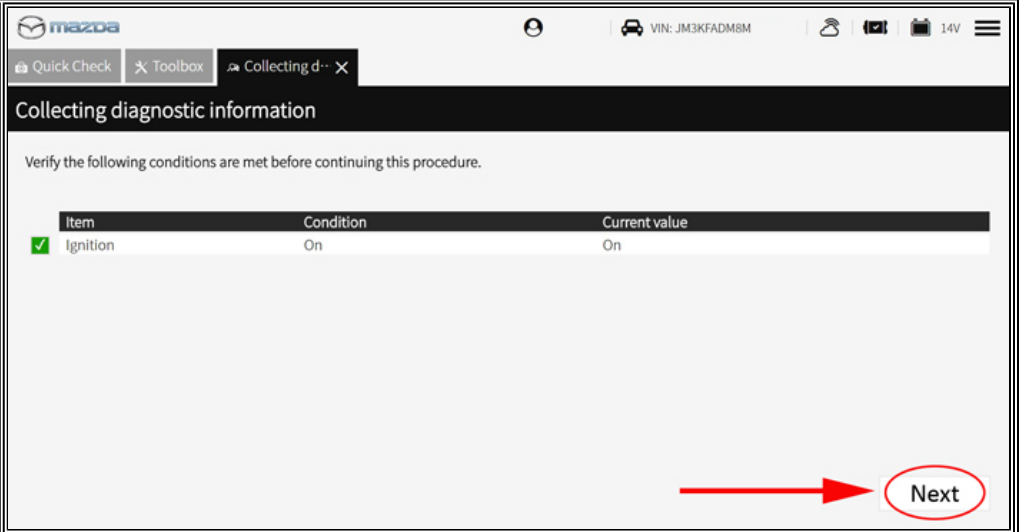 mazda VIN: JM3KFADM8M 14V
Quick Check Toolbox Collecting d··· X
Collecting diagnostic information
Verify the following conditions are met before continuing this procedure.
Item Condition Current value
Ignition On On
Next